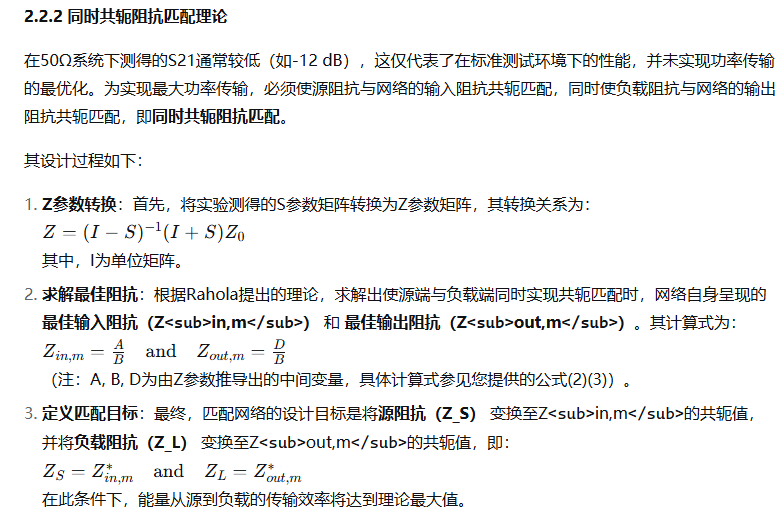 2.2.2 同时共轭阻抗匹配理论
在50Ω系统下测得的S21通常较低（如-12 dB），这仅代表了在标准测试环境下的性能，并未实现功率传输
的最优化。为实现最大功率传输，必须使源阻抗与网络的输入阻抗共轭匹配，同时使负载阻抗与网络的输出
阻抗共轭匹配，即同时共轭阻抗匹配。
其设计过程如下：
1. Z参数转换：首先，将实验测得的S参数矩阵转换为Z参数矩阵，其转换关系为：
Z = (I − S)⁻¹(I + S)Z₀
其中，I为单位矩阵。
2. 求解最佳阻抗：根据Rahola提出的理论，求解出使源端与负载端同时实现共轭匹配时，网络自身呈现的
最佳输入阻抗（Z<sub>in,m</sub>） 和 最佳输出阻抗（Z<sub>out,m</sub>）。其计算式为：
Z_{in,m} = A/B and Z_{out,m} = D/B
（注：A, B, D为由Z参数推导出的中间变量，具体计算式参见您提供的公式(2)(3)）。
3. 定义匹配目标：最终，匹配网络的设计目标是将源阻抗（Z_S） 变换至Z<sub>in,m</sub>的共轭值，
并将负载阻抗（Z_L） 变换至Z<sub>out,m</sub>的共轭值，即：
Z_S = Z*_{in,m} and Z_L = Z*_{out,m}
在此条件下，能量从源到负载的传输效率将达到理论最大值。